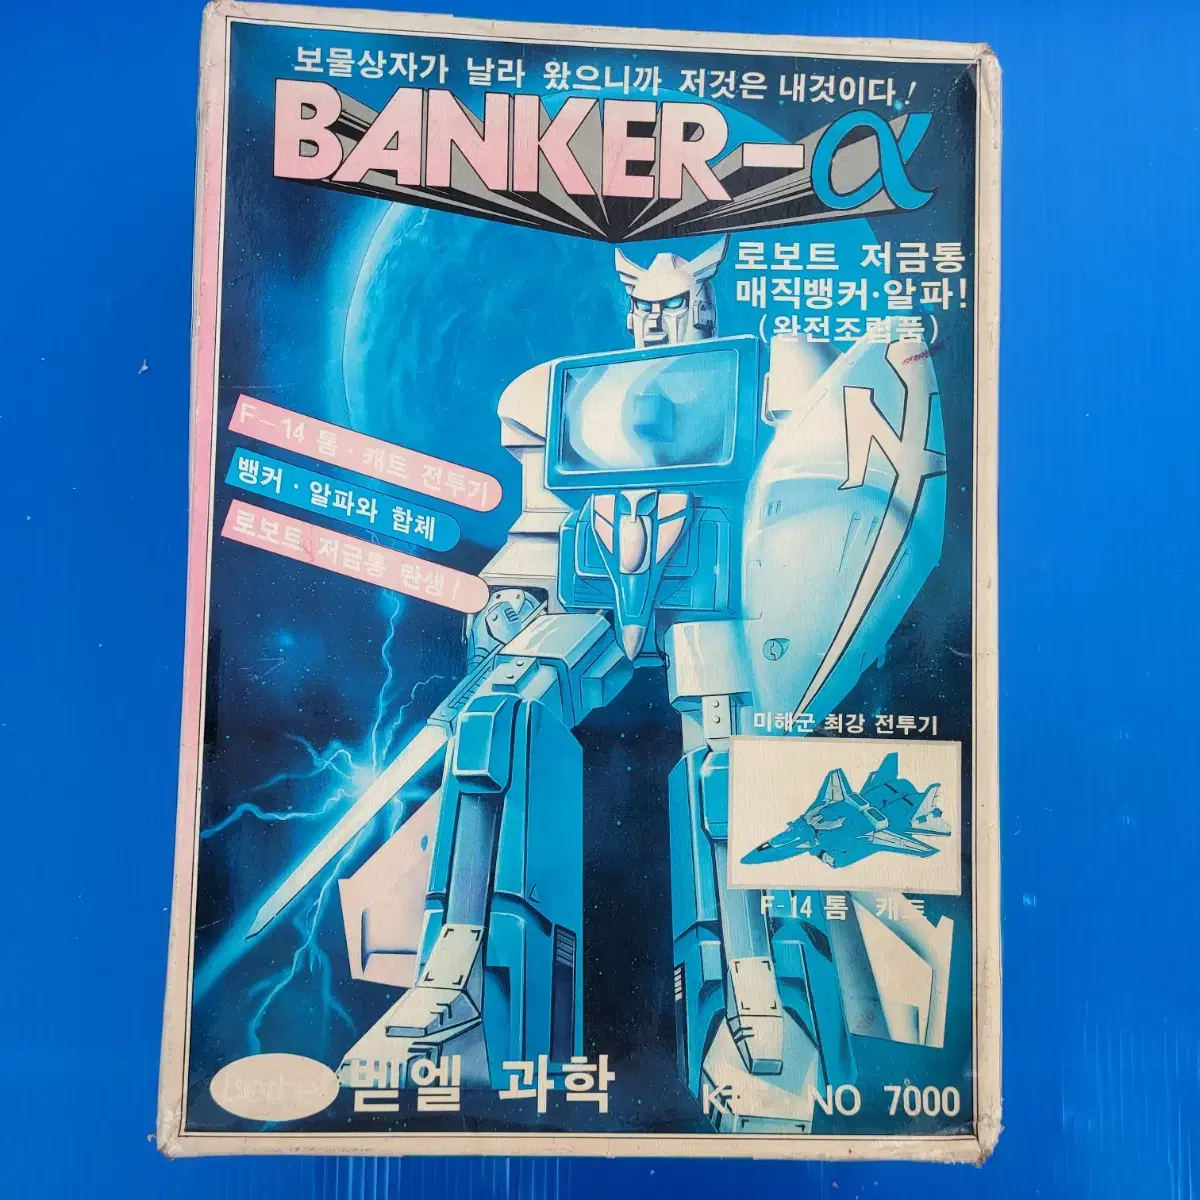 보물상자가 날라 왔으니까 저것은 내것이다!
BANKER-α
로보트 저금통
매직뱅커·알파!
(완전조립품)
F-14 톰·캐트 전투기
뱅커·알파와 합체
로보트 저금통 탄생!
미해군 최강 전투기
F-14 톰 캐트
벧엘 과학
NO 7000